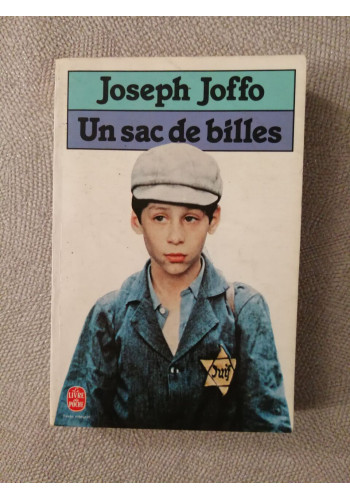 Joseph Joffo
Un sac de billes
Juif
LE LIVRE
DE POCHE